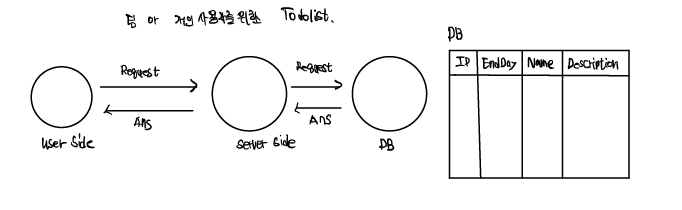 팀 or 개인 사용자를 위한 Todolist.
DB
IP EndDay Name Description
Request Request
Ans Ans
User Side Server Side DB